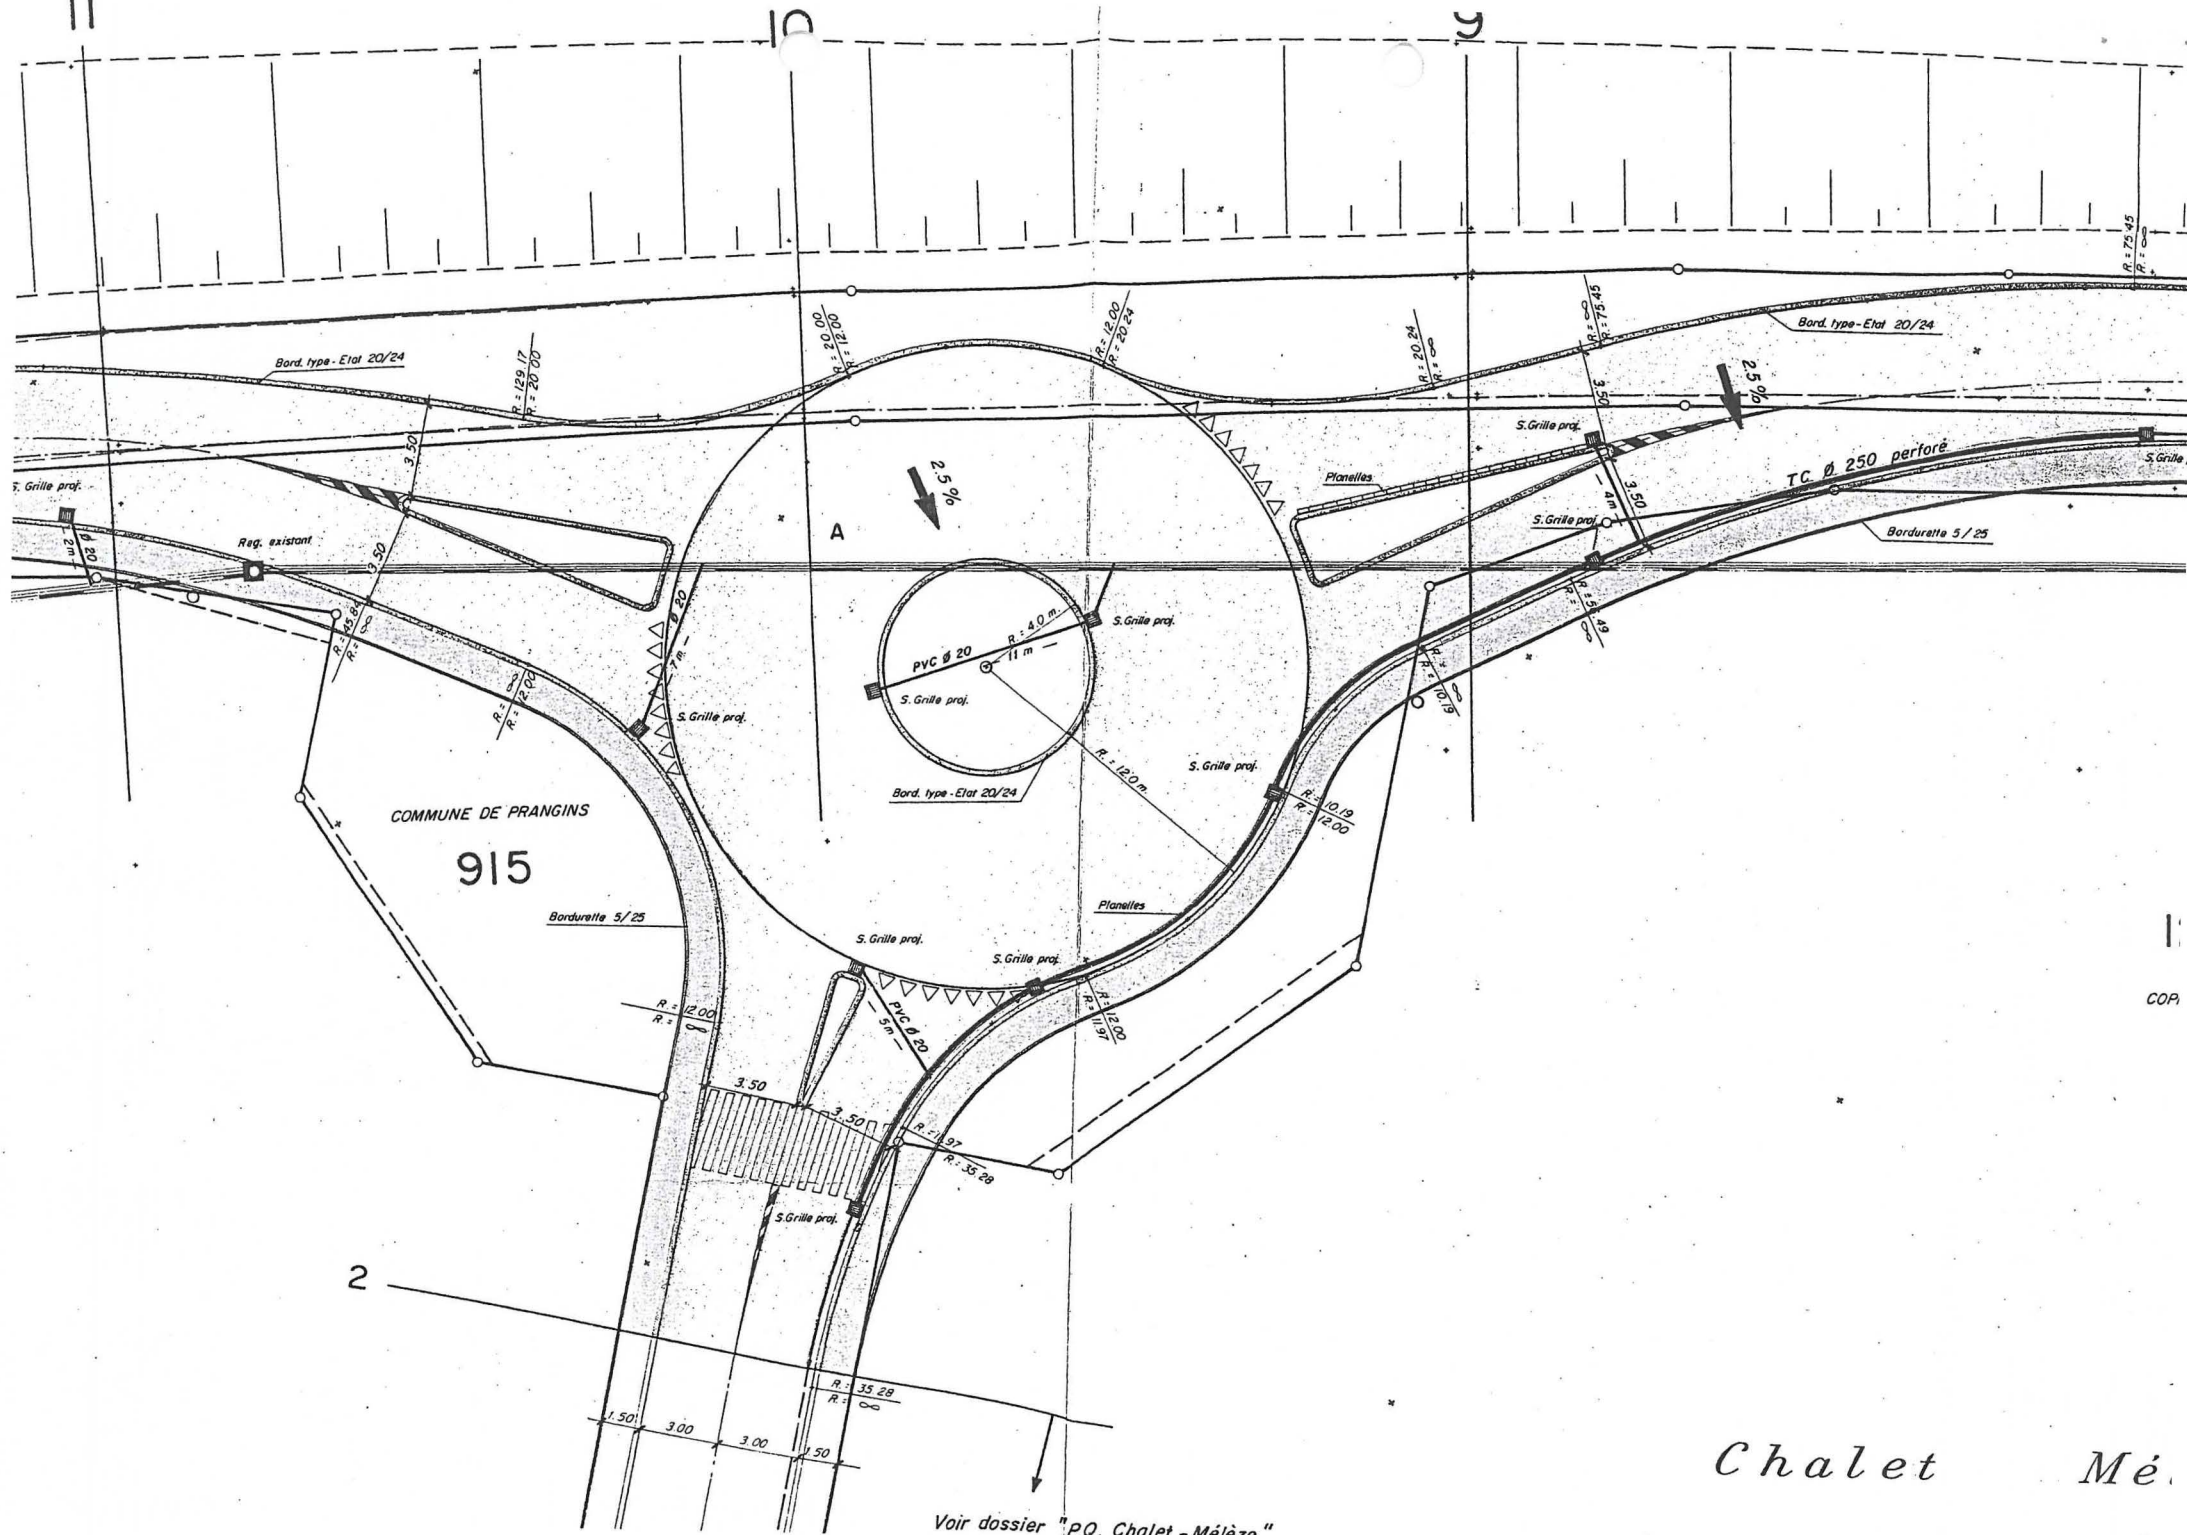 11
10
9
R.= 75.45
R.= ∞
Bord. type - Etat 20/24
R.= 129.17
R.= 20.00
R.= 20.00
R.= 12.00
R.= 12.00
R.= 20.24
R.= 20.24
R.= ∞
R.= ∞
R.= 75.45
Bord. type - Etat 20/24
3.50
3.50
2.5%
S. Grille proj.
Planelles
TC. Ø 250 perforé
S. Grille
S. Grille proj.
2.5%
A
3.50
4m
S. Grille proj.
Bordurette 5/25
Ø 20
2m
Reg. existant
3.50
R.= 45.84
R.= ∞
Ø 20
7m
R.= 4.0 m.
PVC Ø 20
11 m
S. Grille proj.
S. Grille proj.
R.= ∞
R.= ∞
R.= 10.19
R.= ∞
R.= 12.00
S. Grille proj.
S. Grille proj.
R.= 12.0 m.
Bord. type - Etat 20/24
R.= 10.19
R.= 12.00
COMMUNE DE PRANGINS
915
Bordurette 5/25
Planelles
S. Grille proj.
S. Grille proj.
R.= 12.00
R.= ∞
PVC Ø 20
5m
R.= 12.00
R.= 11.97
COPI
3.50
3.50
R.= 11.97
R.= 35.28
S. Grille proj.
2
R.= 35.28
R.= ∞
1.50
3.00
3.00
1.50
Chalet Mé
Voir dossier "P.Q. Chalet - Mélèze"